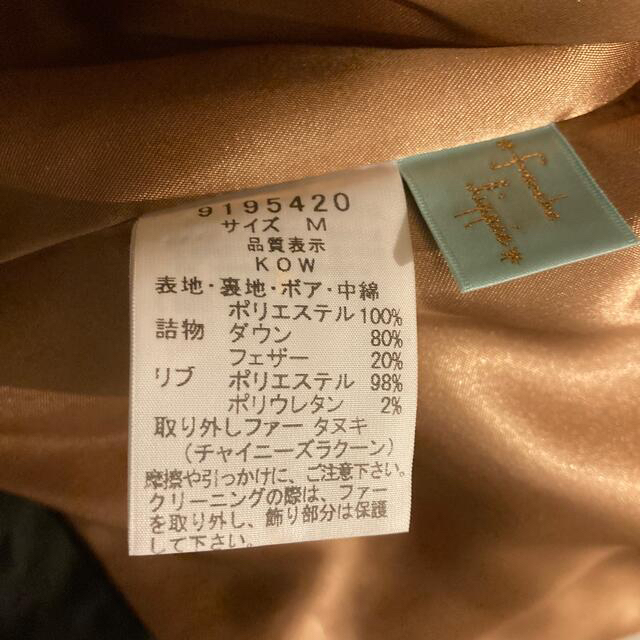 9195420
サイズ M
品質表示
KOW
表地・裏地・ボア・中綿
ポリエステル 100%
詰物 ダウン 80%
フェザー 20%
リブ ポリエステル 98%
ポリウレタン 2%
取り外しファー タヌキ
(チャイニーズラクーン)
摩擦や引っかけに、ご注意下さい。
クリーニングの際は、ファー
を取り外し、飾り部分は保護
して下さい。